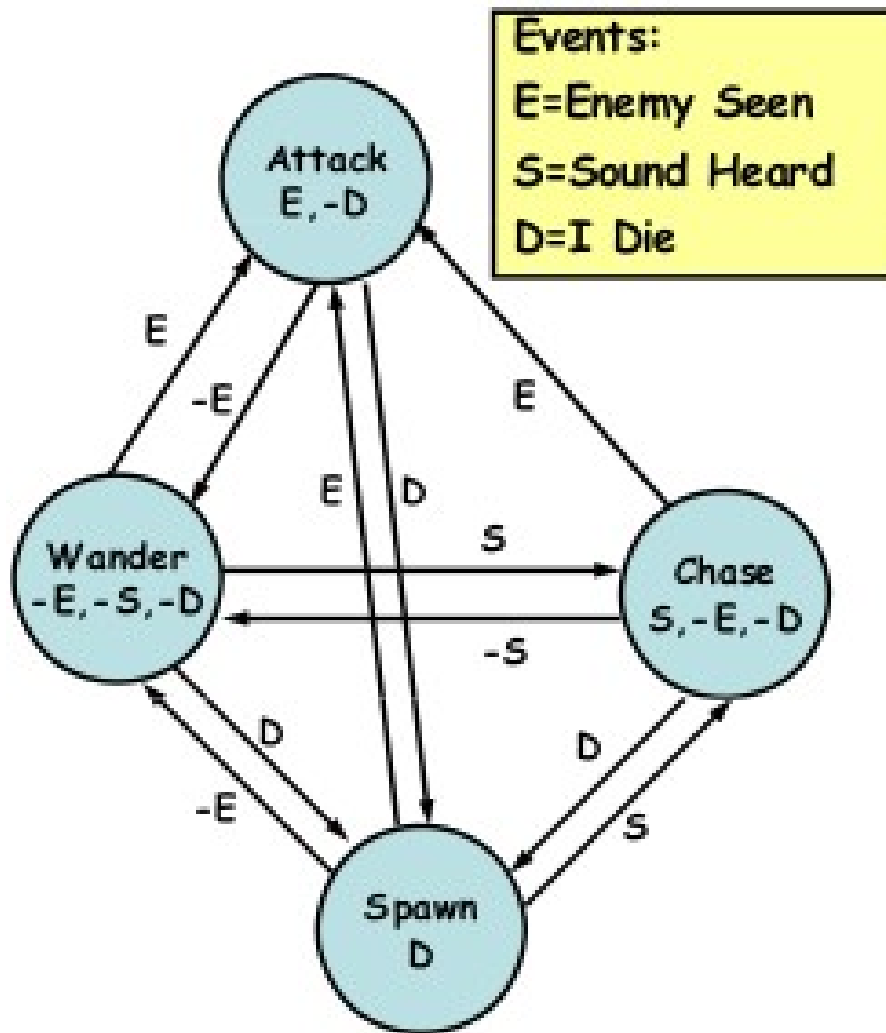 Events:
E=Enemy Seen
S=Sound Heard
D=I Die
Attack
E,-D
E
-E
E
E
D
Wander
-E,-S,-D
S
-S
Chase
S,-E,-D
D
-E
D
S
Spawn
D